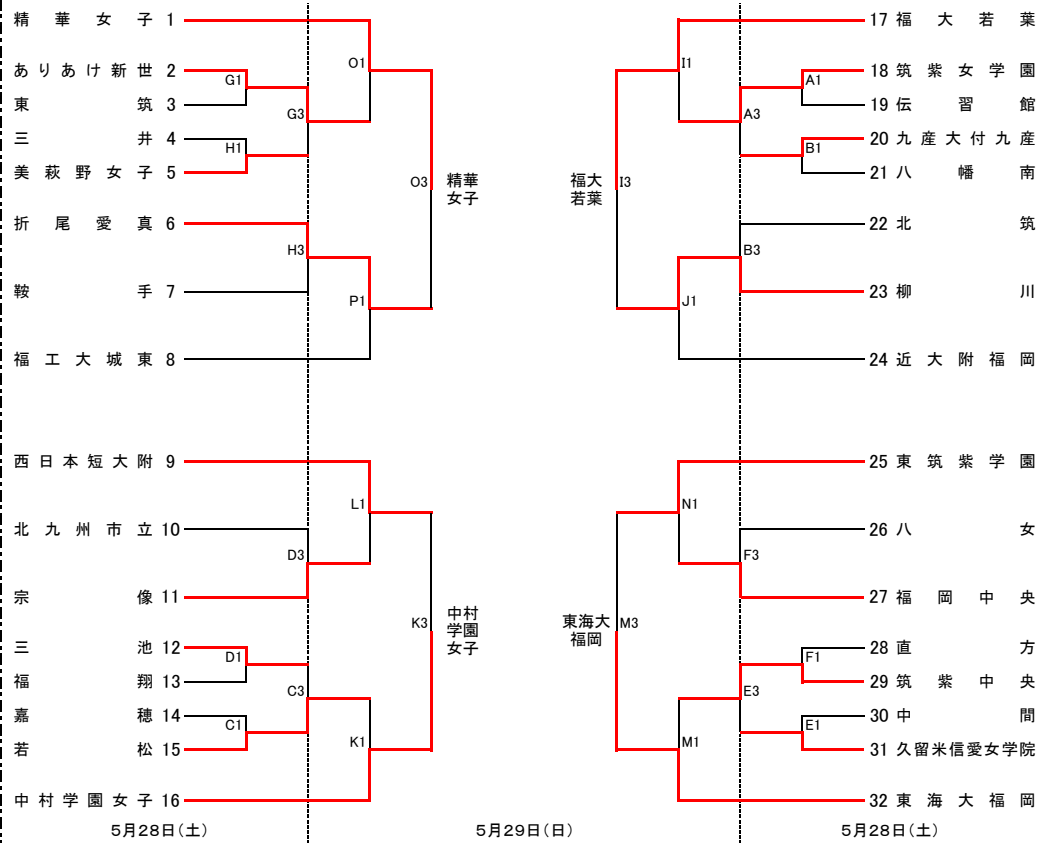 精華女子 1
ありあけ新世 2
東筑 3
三井 4
美萩野女子 5
折尾愛真 6
鞍手 7
福工大城東 8
西日本短大附 9
北九州市立 10
宗像 11
三池 12
福翔 13
嘉穂 14
若松 15
中村学園女子 16
G1
H1
D1
C1
G3
H3
D3
C3
O1
P1
L1
K1
O3
K3
精華
女子
中村
学園
女子
福大
若葉
東海大
福岡
I3
M3
I1
J1
N1
M1
A3
B3
F3
E3
A1
B1
F1
E1
17 福大若葉
18 筑紫女学園
19 伝習館
20 九産大付九産
21 八幡南
22 北筑
23 柳川
24 近大附福岡
25 東筑紫学園
26 八女
27 福岡中央
28 直方
29 筑紫中央
30 中間
31 久留米信愛女学院
32 東海大福岡
5月28日(土)
5月29日(日)
5月28日(土)